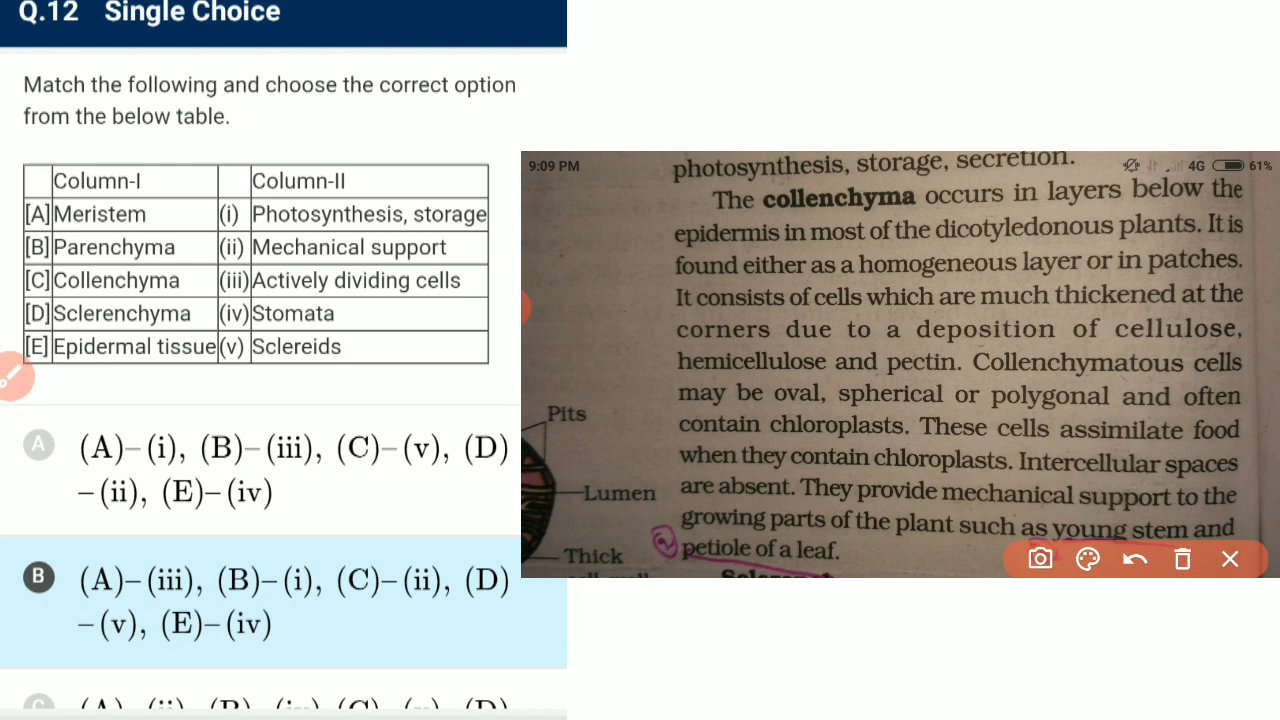 Q.12 Single Choice
Match the following and choose the correct option
from the below table.
Column-I Column-II
[A] Meristem (i) Photosynthesis, storage
[B] Parenchyma (ii) Mechanical support
[C] Collenchyma (iii) Actively dividing cells
[D] Sclerenchyma (iv) Stomata
[E] Epidermal tissue (v) Sclereids
A (A)–(i), (B)–(iii), (C)–(v), (D)
–(ii), (E)–(iv)
B (A)–(iii), (B)–(i), (C)–(ii), (D)
–(v), (E)–(iv)
9:09 PM
4G 61%
photosynthesis, storage, secretion.
The collenchyma occurs in layers below the
epidermis in most of the dicotyledonous plants. It is
found either as a homogeneous layer or in patches.
It consists of cells which are much thickened at the
corners due to a deposition of cellulose,
hemicellulose and pectin. Collenchymatous cells
may be oval, spherical or polygonal and often
contain chloroplasts. These cells assimilate food
when they contain chloroplasts. Intercellular spaces
are absent. They provide mechanical support to the
growing parts of the plant such as young stem and
petiole of a leaf.
Pits
Lumen
Thick